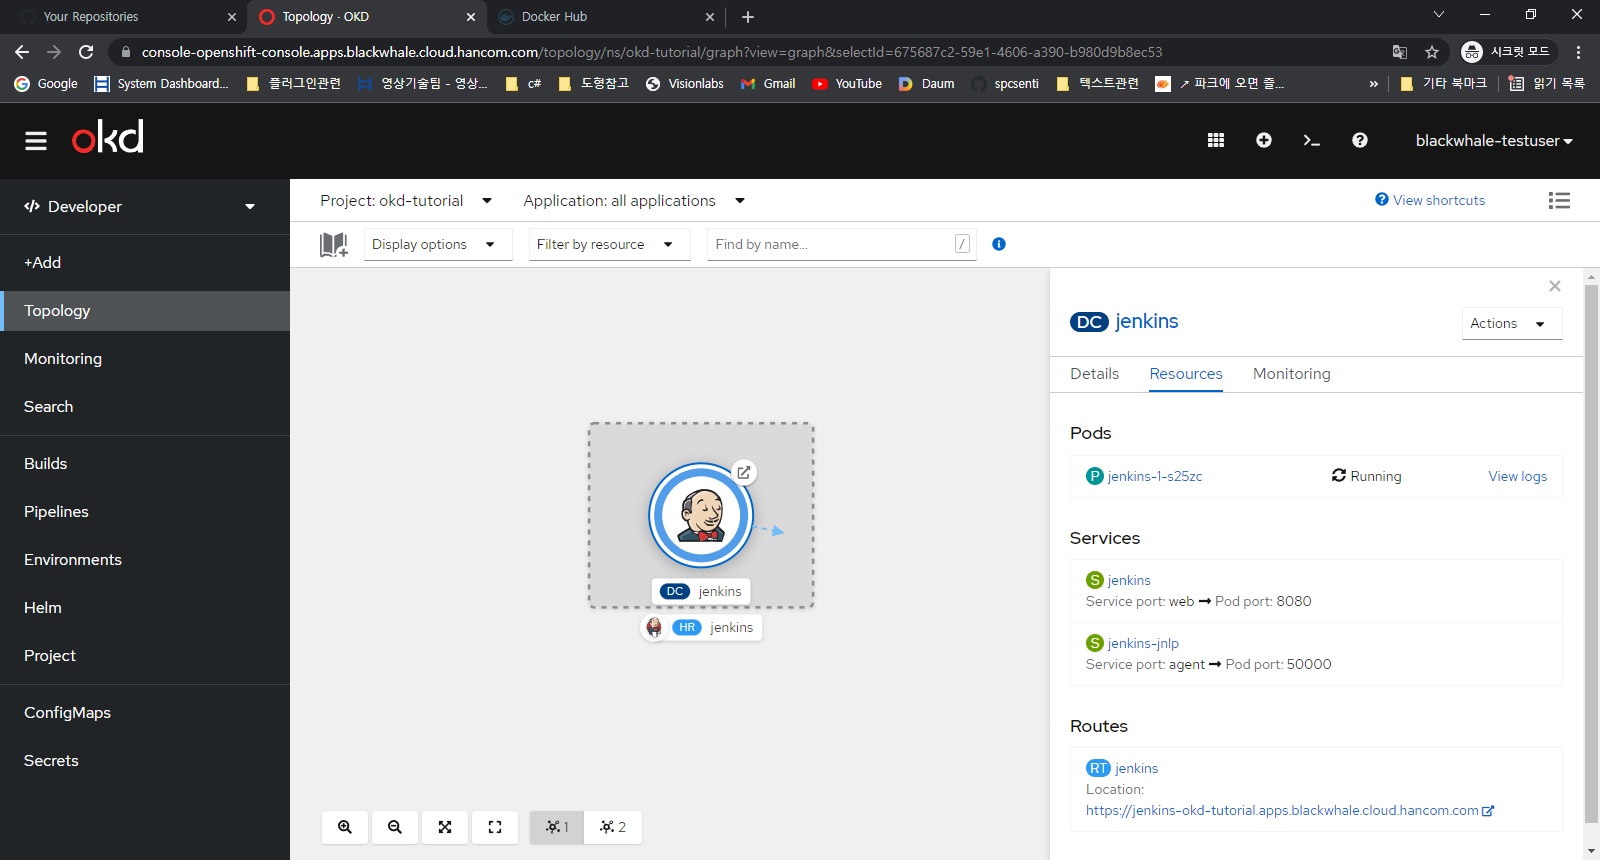 Your Repositories
Topology · OKD
Docker Hub
console-openshift-console.apps.blackwhale.cloud.hancom.com/topology/ns/okd-tutorial/graph?view=graph&selectId=675687c2-59e1-4606-a390-b980d9b8ec53
시크릿 모드
Google
System Dashboard...
플러그인관련
영상기술팀 - 영상...
c#
도형참고
Visionlabs
Gmail
YouTube
Daum
spcsenti
텍스트관련
↗ 파크에 오면 즐...
»
기타 북마크
읽기 목록
okd
blackwhale-testuser
Developer
Project: okd-tutorial
Application: all applications
View shortcuts
Display options
Filter by resource
Find by name...
/
+Add
Topology
Monitoring
Search
Builds
Pipelines
Environments
Helm
Project
ConfigMaps
Secrets
DC jenkins
HR jenkins
1
2
DC jenkins
Actions
Details
Resources
Monitoring
Pods
P jenkins-1-s25zc
Running
View logs
Services
S jenkins
Service port: web → Pod port: 8080
S jenkins-jnlp
Service port: agent → Pod port: 50000
Routes
RT jenkins
Location:
https://jenkins-okd-tutorial.apps.blackwhale.cloud.hancom.com